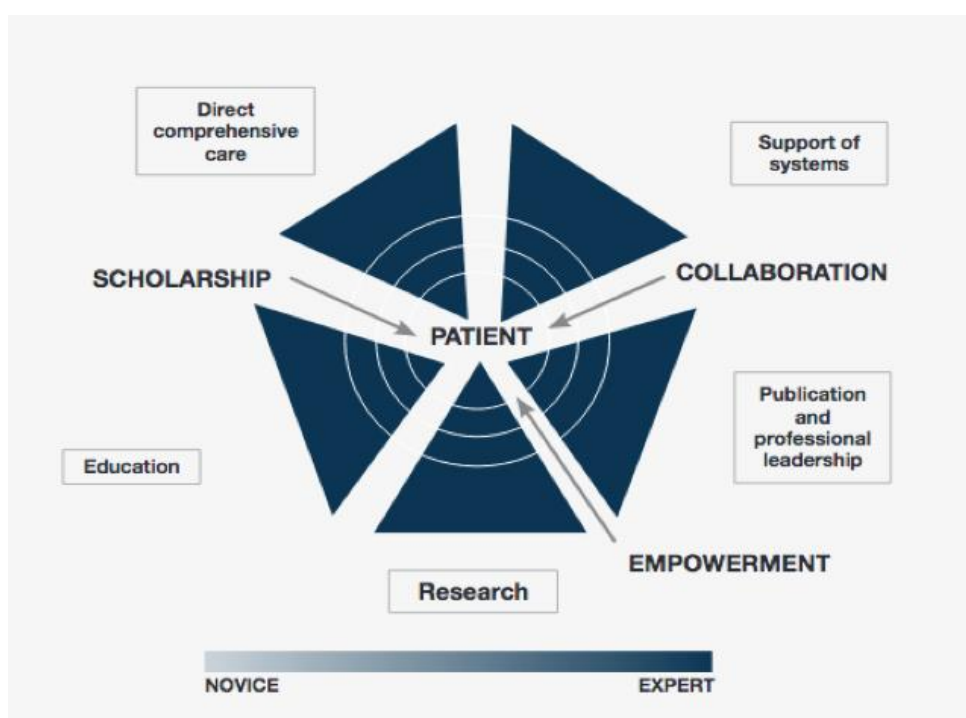 Direct
comprehensive
care
Support of
systems
SCHOLARSHIP
COLLABORATION
PATIENT
Publication
and
professional
leadership
Education
EMPOWERMENT
Research
NOVICE
EXPERT